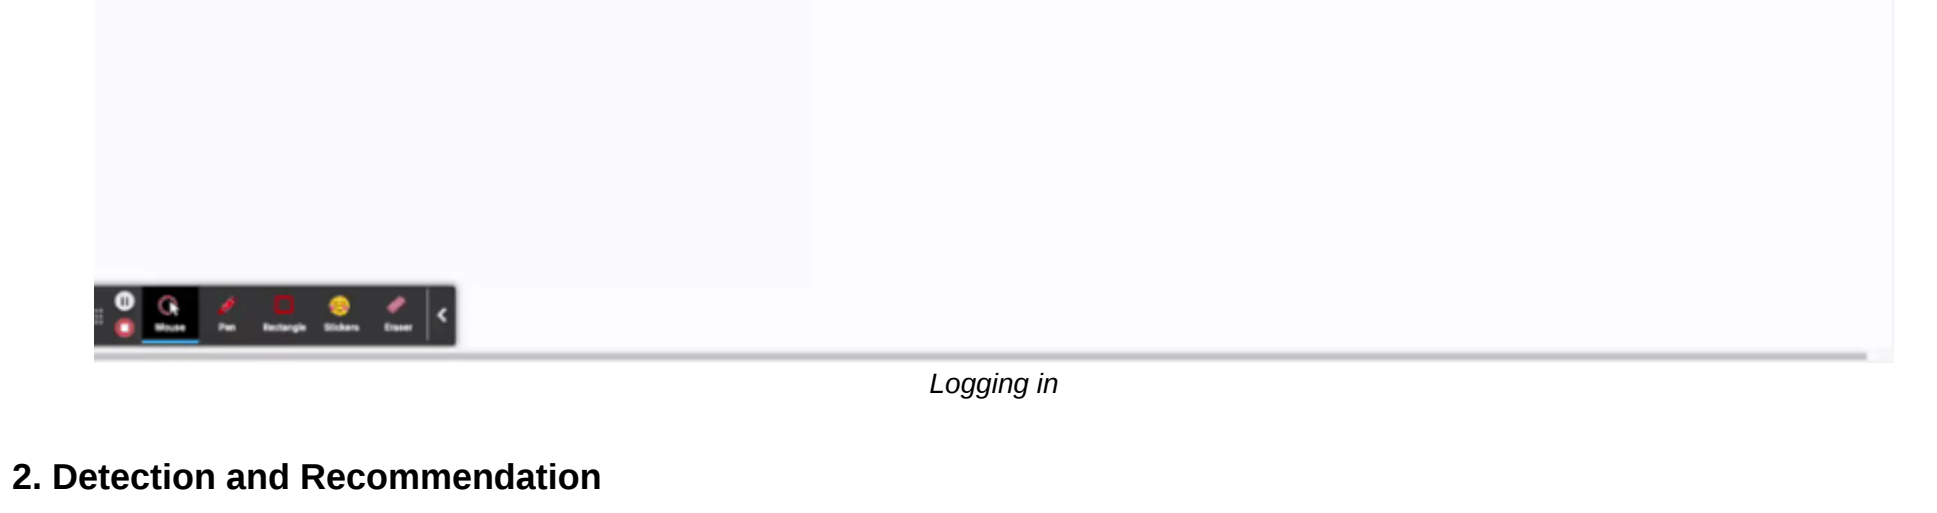 Mouse Pen Rectangle Stickers Eraser
Logging in
2. Detection and Recommendation